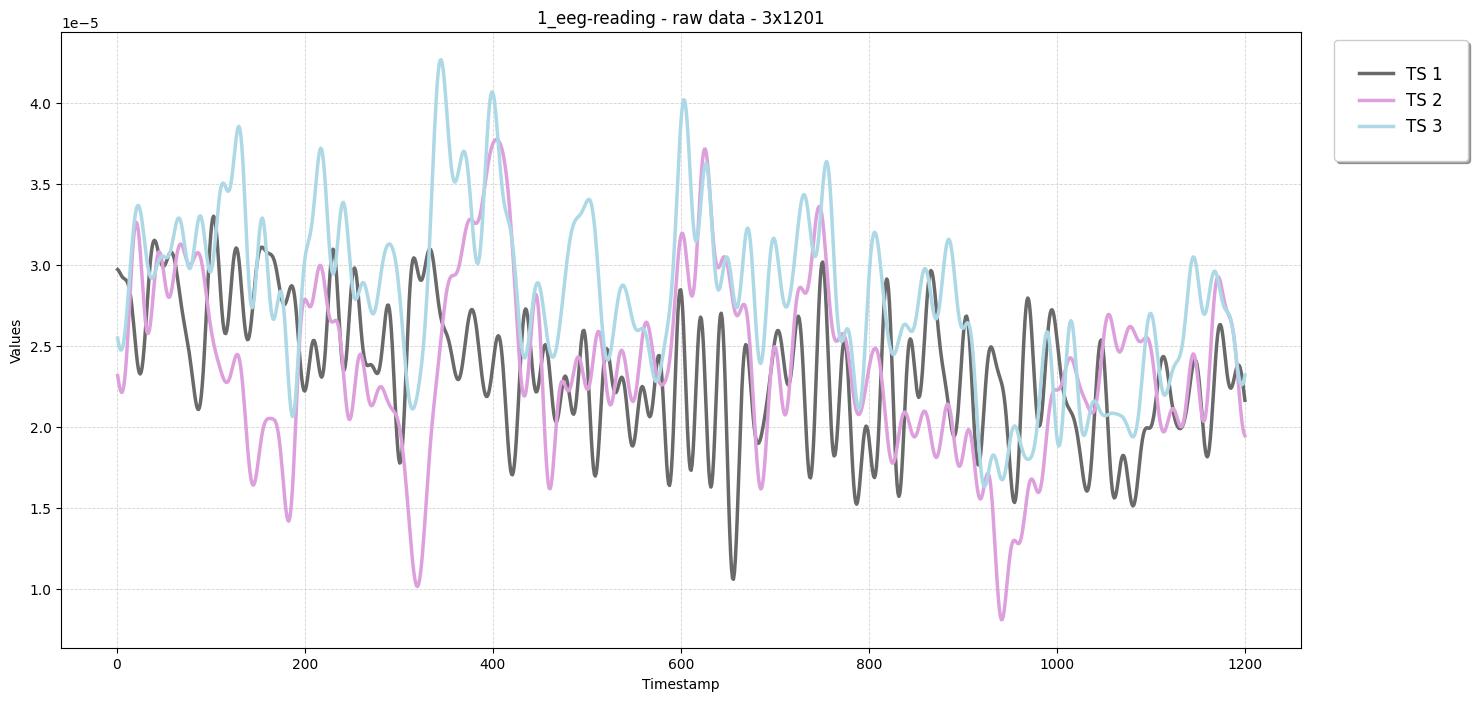 1_eeg-reading - raw data - 3x1201
1e−5
4.0
3.5
3.0
2.5
2.0
1.5
1.0
Values
0 200 400 600 800 1000 1200
Timestamp
TS 1
TS 2
TS 3